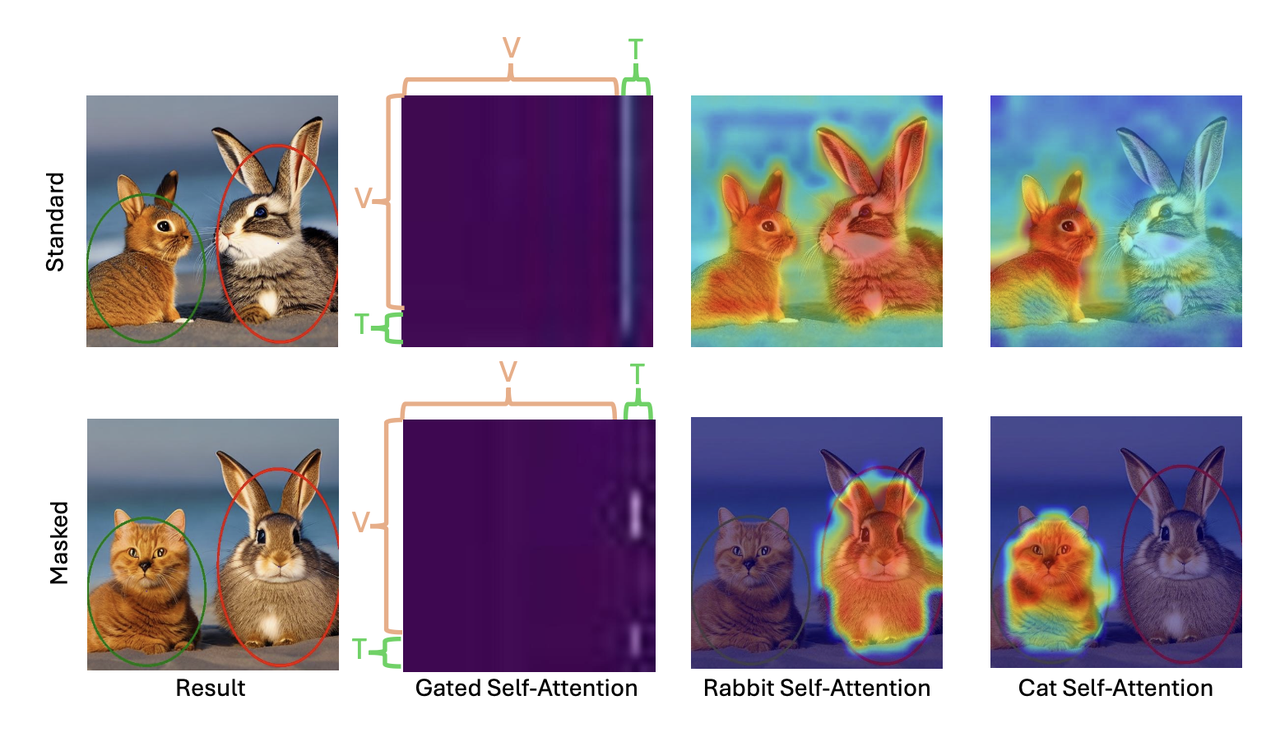 V T
Standard
V
T
V T
Masked
V
T
Result Gated Self-Attention Rabbit Self-Attention Cat Self-Attention